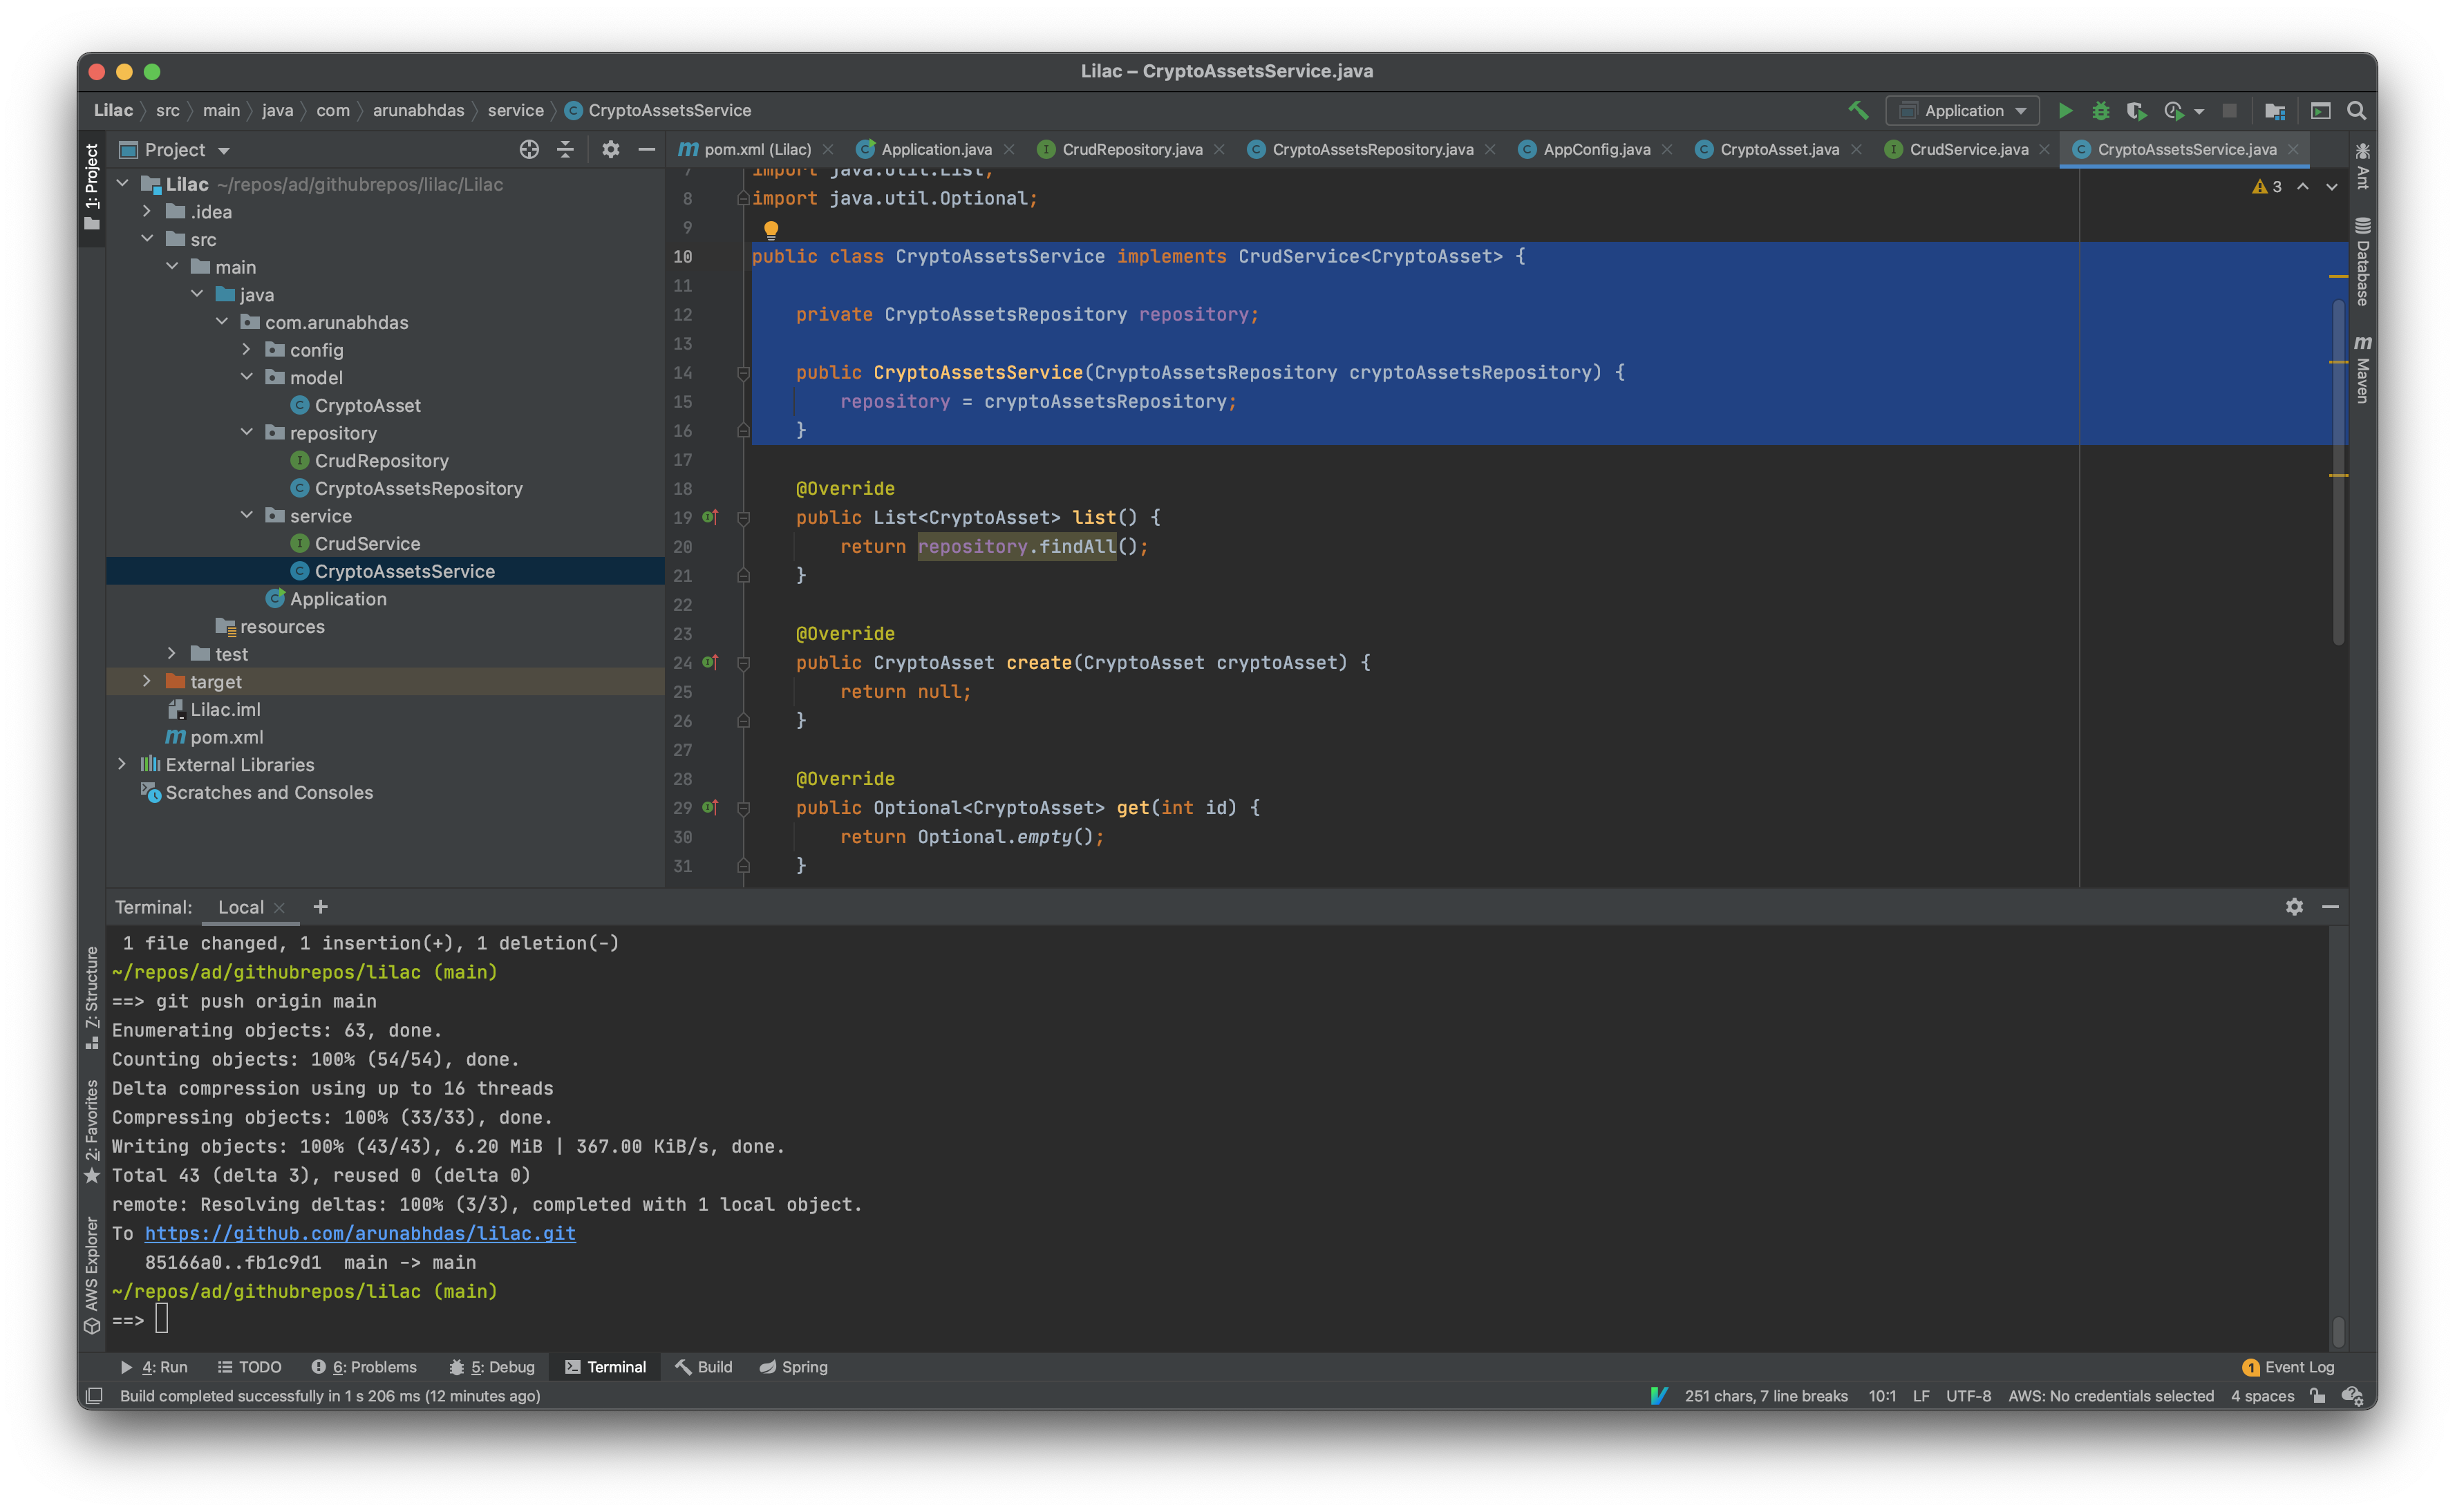 Lilac – CryptoAssetsService.java
Lilac src main java com arunabhdas service CryptoAssetsService
Application
Project
pom.xml (Lilac) Application.java CrudRepository.java CryptoAssetsRepository.java AppConfig.java CryptoAsset.java CrudService.java CryptoAssetsService.java
1: Project
Lilac ~/repos/ad/githubrepos/lilac/Lilac
.idea
src
main
java
com.arunabhdas
config
model
CryptoAsset
repository
CrudRepository
CryptoAssetsRepository
service
CrudService
CryptoAssetsService
Application
resources
test
target
Lilac.iml
pom.xml
External Libraries
Scratches and Consoles
3
7 import java.util.List;
8 import java.util.Optional;
9
10 public class CryptoAssetsService implements CrudService<CryptoAsset> {
11
12 private CryptoAssetsRepository repository;
13
14 public CryptoAssetsService(CryptoAssetsRepository cryptoAssetsRepository) {
15 repository = cryptoAssetsRepository;
16 }
17
18 @Override
19 public List<CryptoAsset> list() {
20 return repository.findAll();
21 }
22
23 @Override
24 public CryptoAsset create(CryptoAsset cryptoAsset) {
25 return null;
26 }
27
28 @Override
29 public Optional<CryptoAsset> get(int id) {
30 return Optional.empty();
31 }
Ant
Database
Maven
Terminal: Local
1 file changed, 1 insertion(+), 1 deletion(-)
~/repos/ad/githubrepos/lilac (main)
==> git push origin main
Enumerating objects: 63, done.
Counting objects: 100% (54/54), done.
Delta compression using up to 16 threads
Compressing objects: 100% (33/33), done.
Writing objects: 100% (43/43), 6.20 MiB | 367.00 KiB/s, done.
Total 43 (delta 3), reused 0 (delta 0)
remote: Resolving deltas: 100% (3/3), completed with 1 local object.
To https://github.com/arunabhdas/lilac.git
85166a0..fb1c9d1 main -> main
~/repos/ad/githubrepos/lilac (main)
==>
Z: Structure
2: Favorites
AWS Explorer
4: Run TODO 6: Problems 5: Debug Terminal Build Spring 1 Event Log
Build completed successfully in 1 s 206 ms (12 minutes ago) 251 chars, 7 line breaks 10:1 LF UTF-8 AWS: No credentials selected 4 spaces